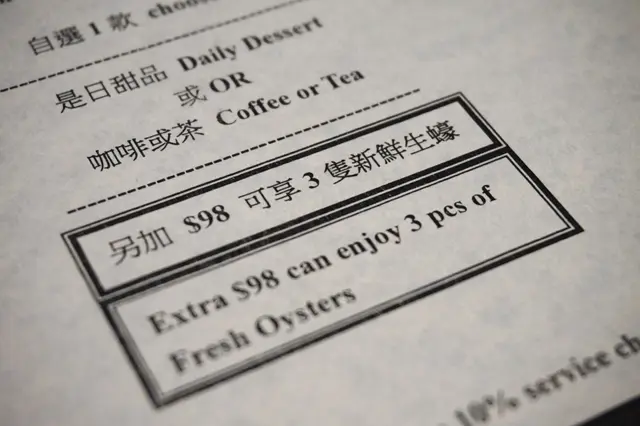 自選 1 款 choose
是日甜品 Daily Dessert
或 OR
咖啡或茶 Coffee or Tea
另加 $98 可享 3 隻新鮮生蠔
Extra $98 can enjoy 3 pcs of
Fresh Oysters
10% service